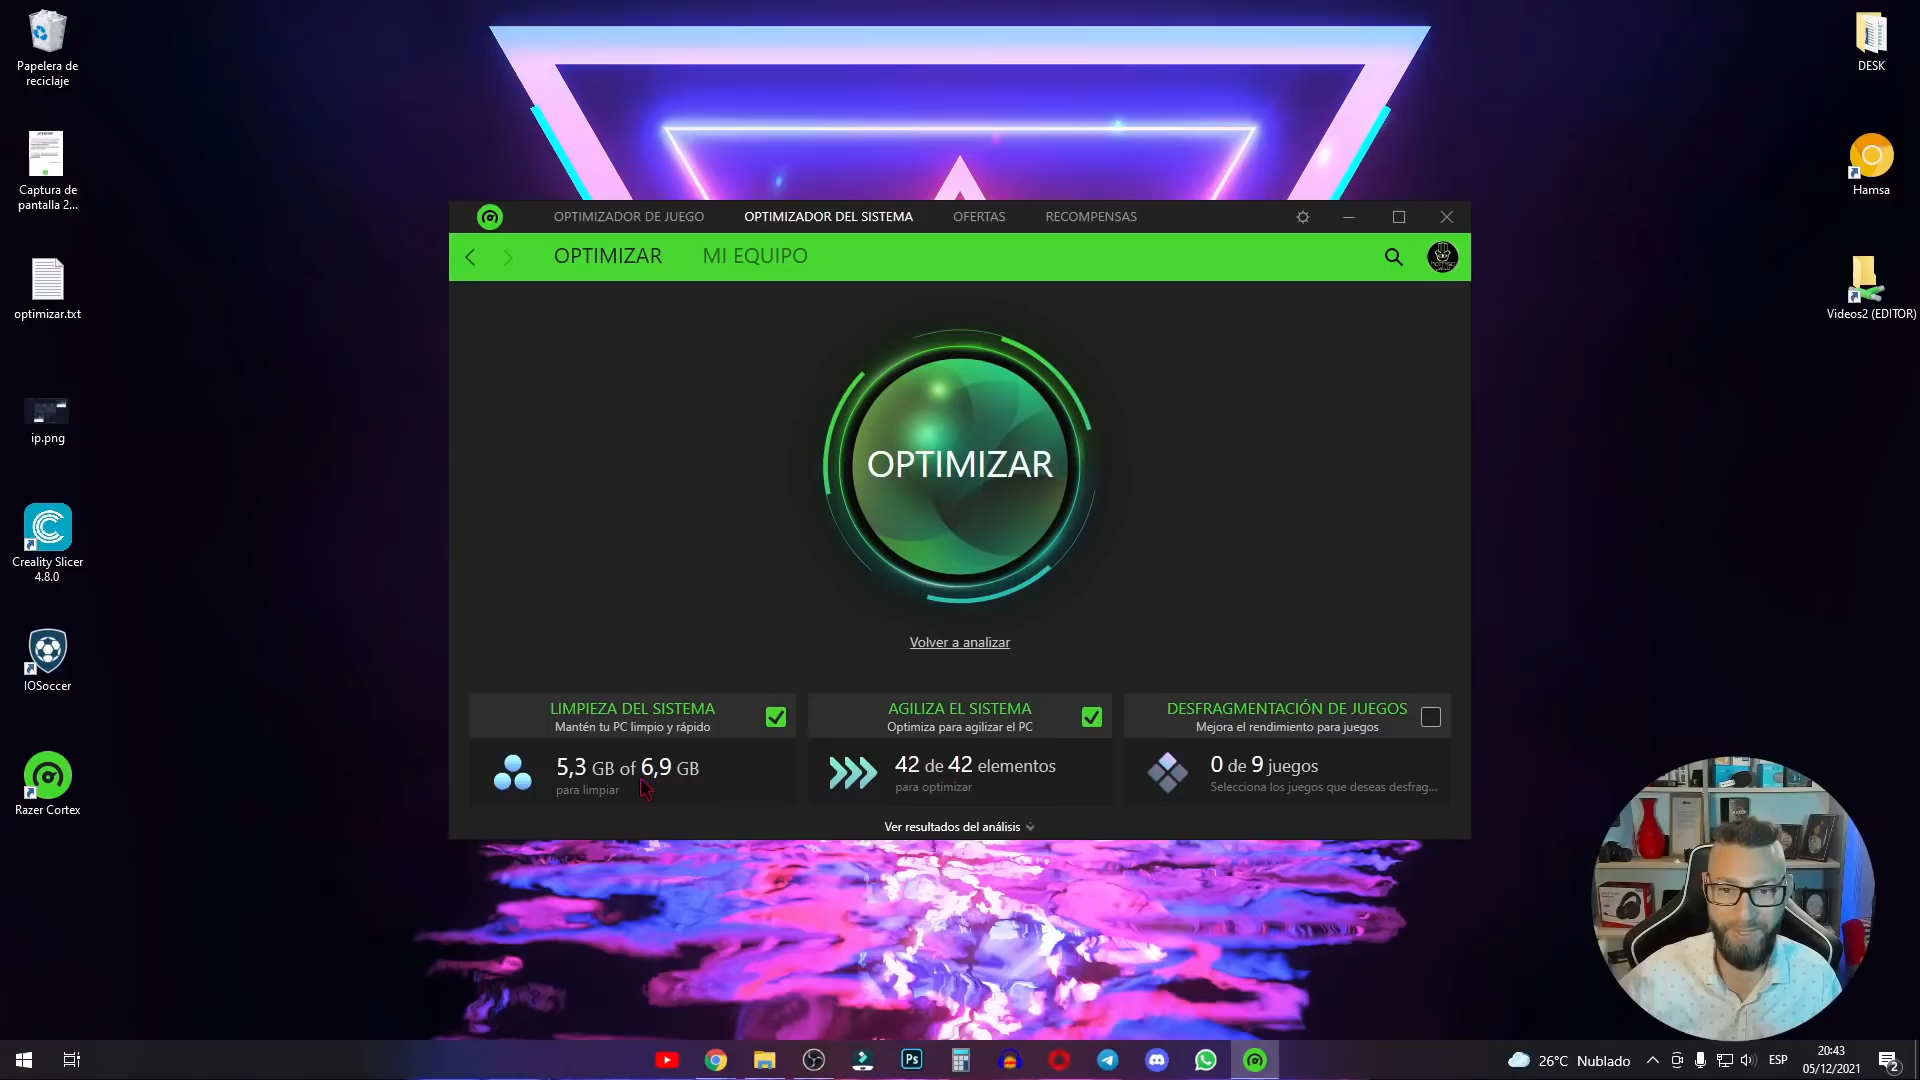 Papelera de
reciclaje
Captura de
pantalla 2...
optimizar.txt
ip.png
Creality Slicer
4.8.0
IOSoccer
Razer Cortex
DESK
Hamsa
Videos2 (EDITOR)
OPTIMIZADOR DE JUEGO
OPTIMIZADOR DEL SISTEMA
OFERTAS
RECOMPENSAS
OPTIMIZAR
MI EQUIPO
OPTIMIZAR
Volver a analizar
LIMPIEZA DEL SISTEMA
Mantén tu PC limpio y rápido
5,3 GB of 6,9 GB
para limpiar
AGILIZA EL SISTEMA
Optimiza para agilizar el PC
42 de 42 elementos
para optimizar
DESFRAGMENTACIÓN DE JUEGOS
Mejora el rendimiento para juegos
0 de 9 juegos
Selecciona los juegos que deseas desfrag...
Ver resultados del análisis
Ps
26°C Nublado
ESP
20:43
05/12/2021
2